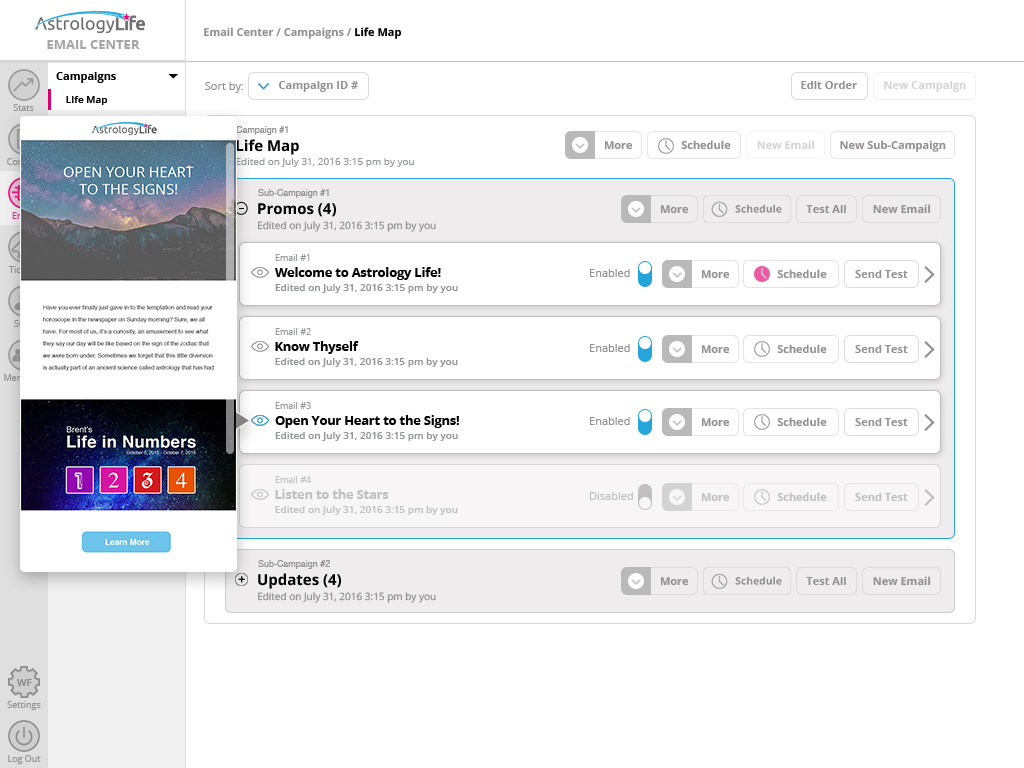 AstrologyLife
EMAIL CENTER
Email Center / Campaigns / Life Map
Campaigns
LIfe Map
Stats
Sort by:
Campaign ID #
EdIt Order
New Campaign
AstrologyLife
OPEN YOUR HEART
TO THE SIGNS!
Have you ever finally just gave in to the temptation and read your
horoscope in the newspaper on Sunday morning? Sure, we all
have. For most of us, it's a curiosity, an amusement to see what
they say our day will be like based on the sign of the zodiac that
we were born under. Sometimes we forget that this little diversion
is actually part of an ancient science called astrology that has had
Brent's
Life in Numbers
October 8, 2015 - October 7, 2016
1 2 3 4
Learn More
Campaign #1
Life Map
Edited on July 31, 2016 3:15 pm by you
More
Schedule
New Email
New Sub-Campaign
Sub-Campaign #1
Promos (4)
Edited on July 31, 2016 3:15 pm by you
More
Schedule
Test All
New Email
Email #1
Welcome to Astrology Life!
Edited on July 31, 2016 3:15 pm by you
Enabled
More
Schedule
Send Test
Email #2
Know Thyself
Edited on July 31, 2016 3:15 pm by you
Enabled
More
Schedule
Send Test
Email #3
Open Your Heart to the Signs!
Edited on July 31, 2016 3:15 pm by you
Enabled
More
Schedule
Send Test
Email #4
Listen to the Stars
Edited on July 31, 2016 3:15 pm by you
Disabled
More
Schedule
Send Test
Sub-Campaign #2
Updates (4)
Edited on July 31, 2016 3:15 pm by you
More
Schedule
Test All
New Email
WF
Settings
Log Out